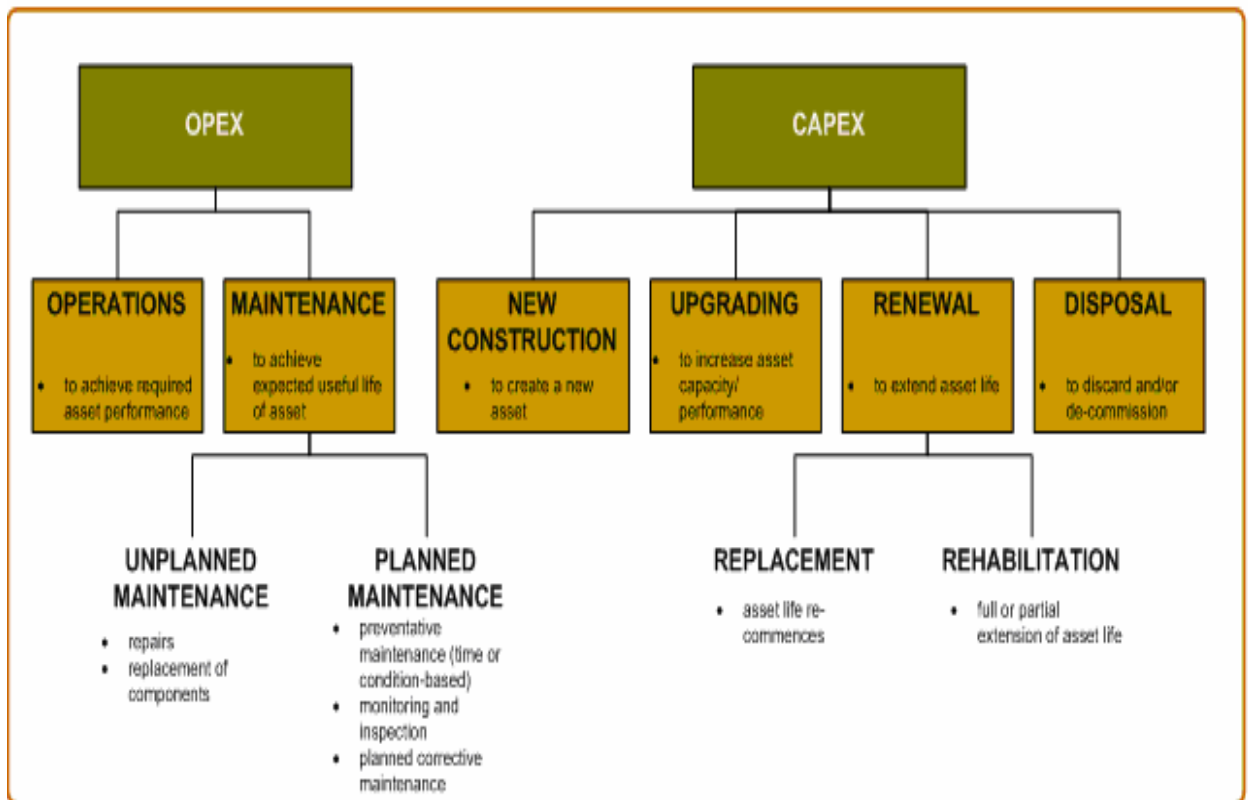 OPEX
CAPEX
OPERATIONS
• to achieve required
asset performance
MAINTENANCE
• to achieve
expected useful life
of asset
NEW
CONSTRUCTION
• to create a new
asset
UPGRADING
• to increase asset
capacity/
performance
RENEWAL
• to extend asset life
DISPOSAL
• to discard and/or
de-commission
UNPLANNED
MAINTENANCE
• repairs
• replacement of
components
PLANNED
MAINTENANCE
• preventative
maintenance (time or
condition-based)
• monitoring and
inspection
• planned corrective
maintenance
REPLACEMENT
• asset life re-
commences
REHABILITATION
• full or partial
extension of asset life